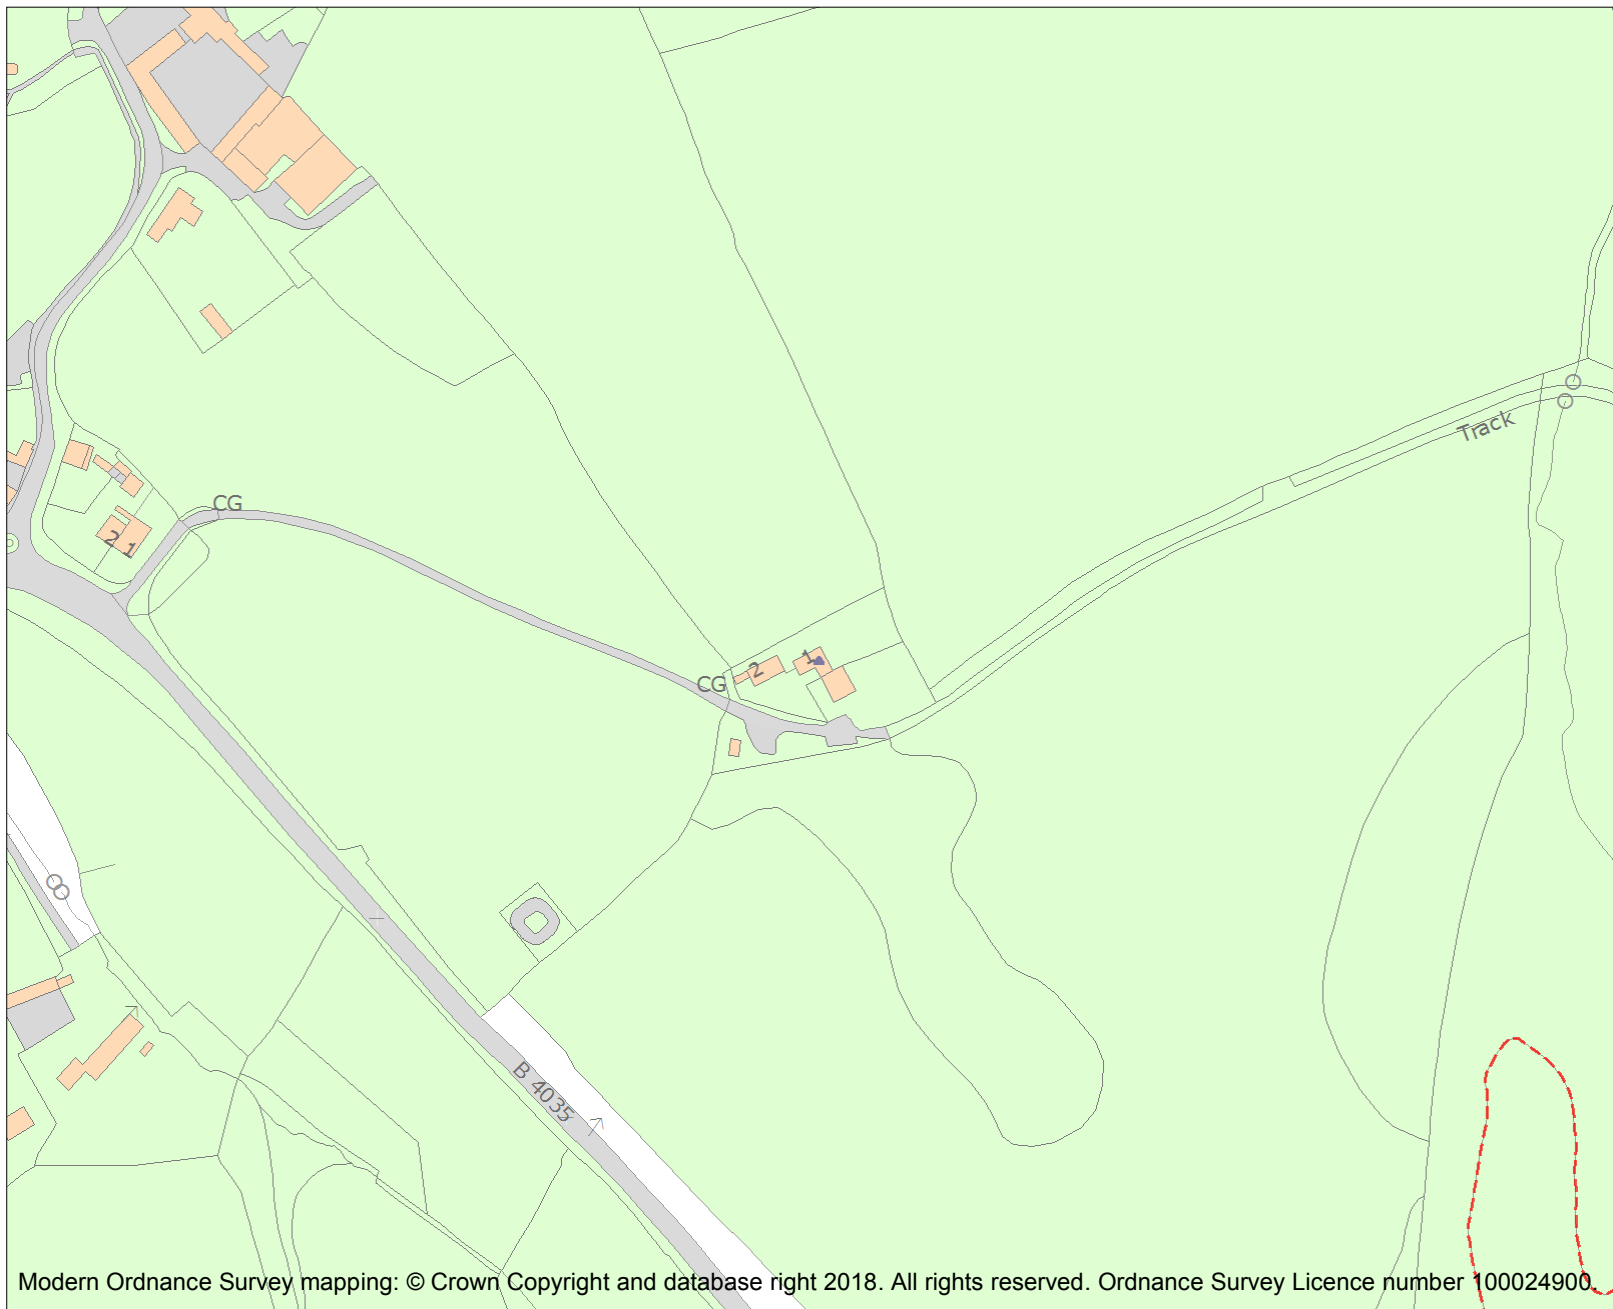 Track
CG
2 1
1
2
CG
B 4035
Modern Ordnance Survey mapping: © Crown Copyright and database right 2018. All rights reserved. Ordnance Survey Licence number 100024900.